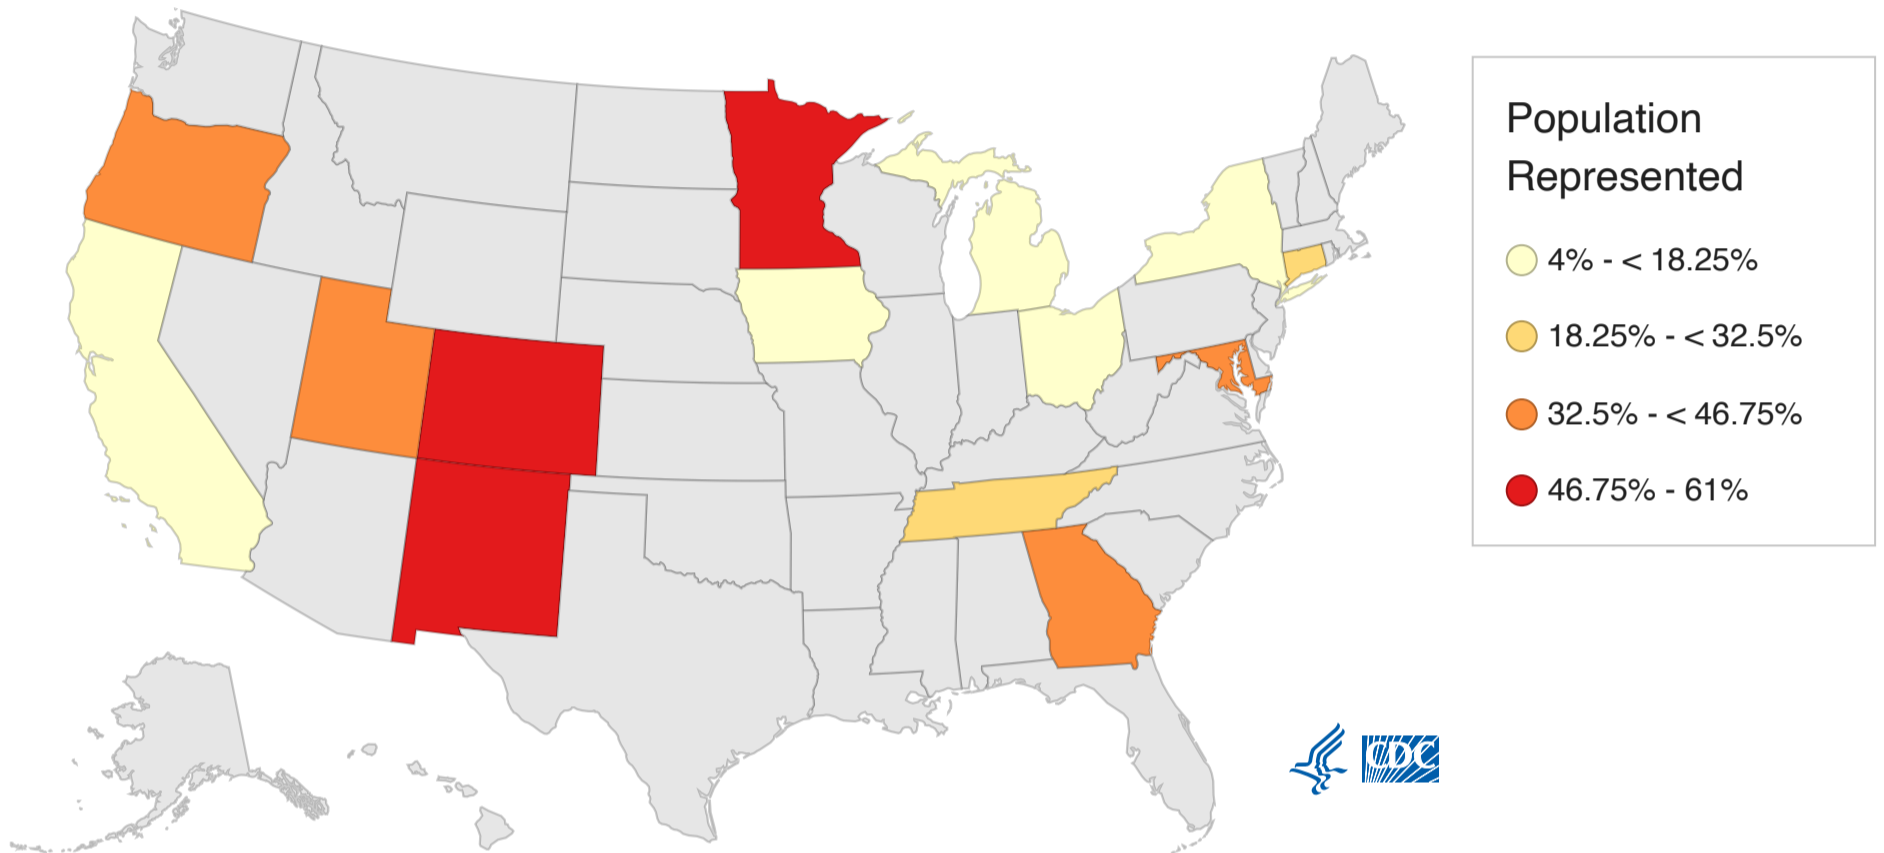 Population
Represented
4% - < 18.25%
18.25% - < 32.5%
32.5% - < 46.75%
46.75% - 61%
CDC